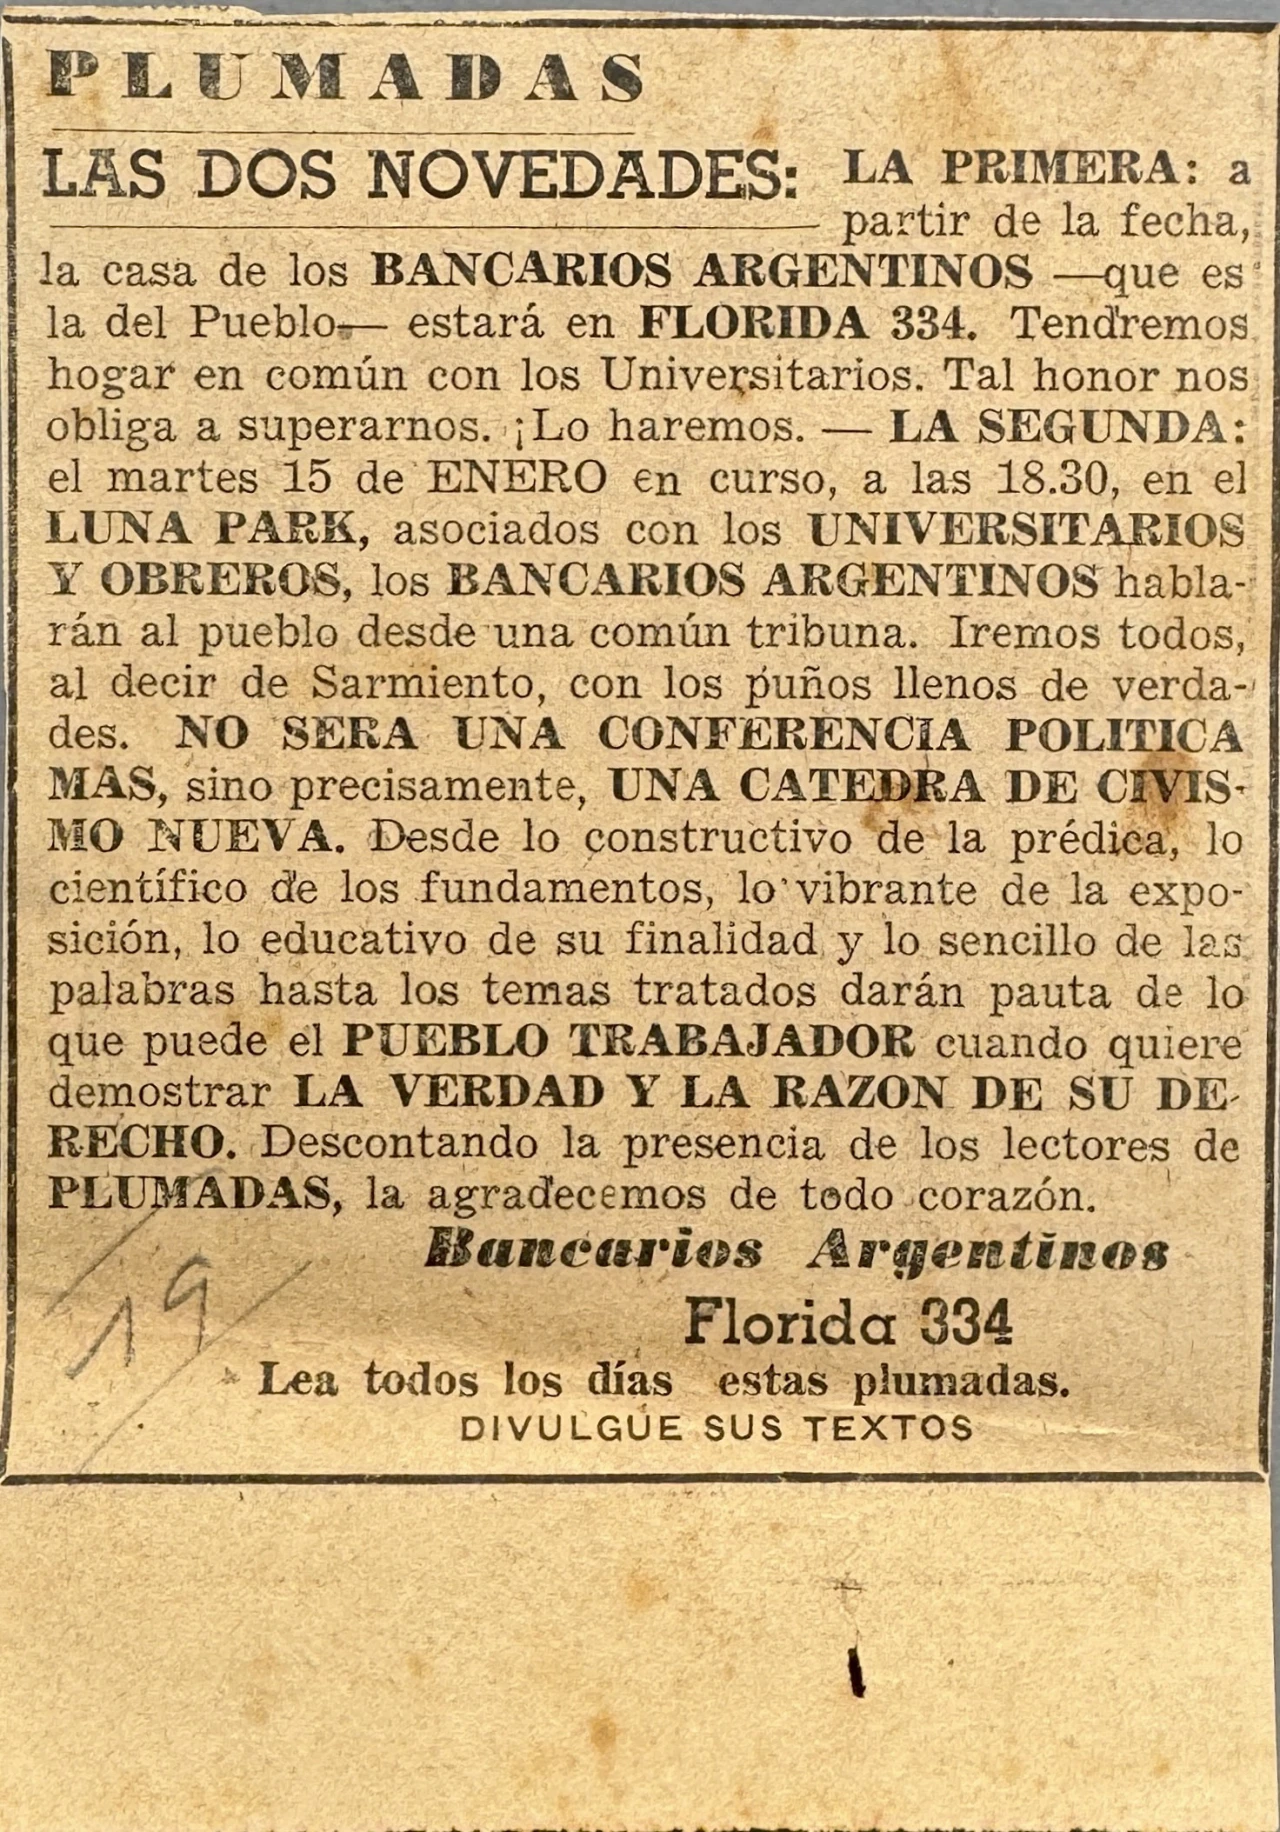 PLUMADAS
LAS DOS NOVEDADES: LA PRIMERA: a
partir de la fecha,
la casa de los BANCARIOS ARGENTINOS —que es
la del Pueblo— estará en FLORIDA 334. Tendremos
hogar en común con los Universitarios. Tal honor nos
obliga a superarnos. ¡Lo haremos. — LA SEGUNDA:
el martes 15 de ENERO en curso, a las 18.30, en el
LUNA PARK, asociados con los UNIVERSITARIOS
Y OBREROS, los BANCARIOS ARGENTINOS habla-
rán al pueblo desde una común tribuna. Iremos todos,
al decir de Sarmiento, con los puños llenos de verda-
des. NO SERA UNA CONFERENCIA POLITICA
MAS, sino precisamente, UNA CATEDRA DE CIVIS-
MO NUEVA. Desde lo constructivo de la prédica, lo
científico de los fundamentos, lo vibrante de la expo-
sición, lo educativo de su finalidad y lo sencillo de las
palabras hasta los temas tratados darán pauta de lo
que puede el PUEBLO TRABAJADOR cuando quiere
demostrar LA VERDAD Y LA RAZON DE SU DE-
RECHO. Descontando la presencia de los lectores de
PLUMADAS, la agradecemos de todo corazón.
Bancarios Argentinos
Florida 334
19
Lea todos los días estas plumadas.
DIVULGUE SUS TEXTOS